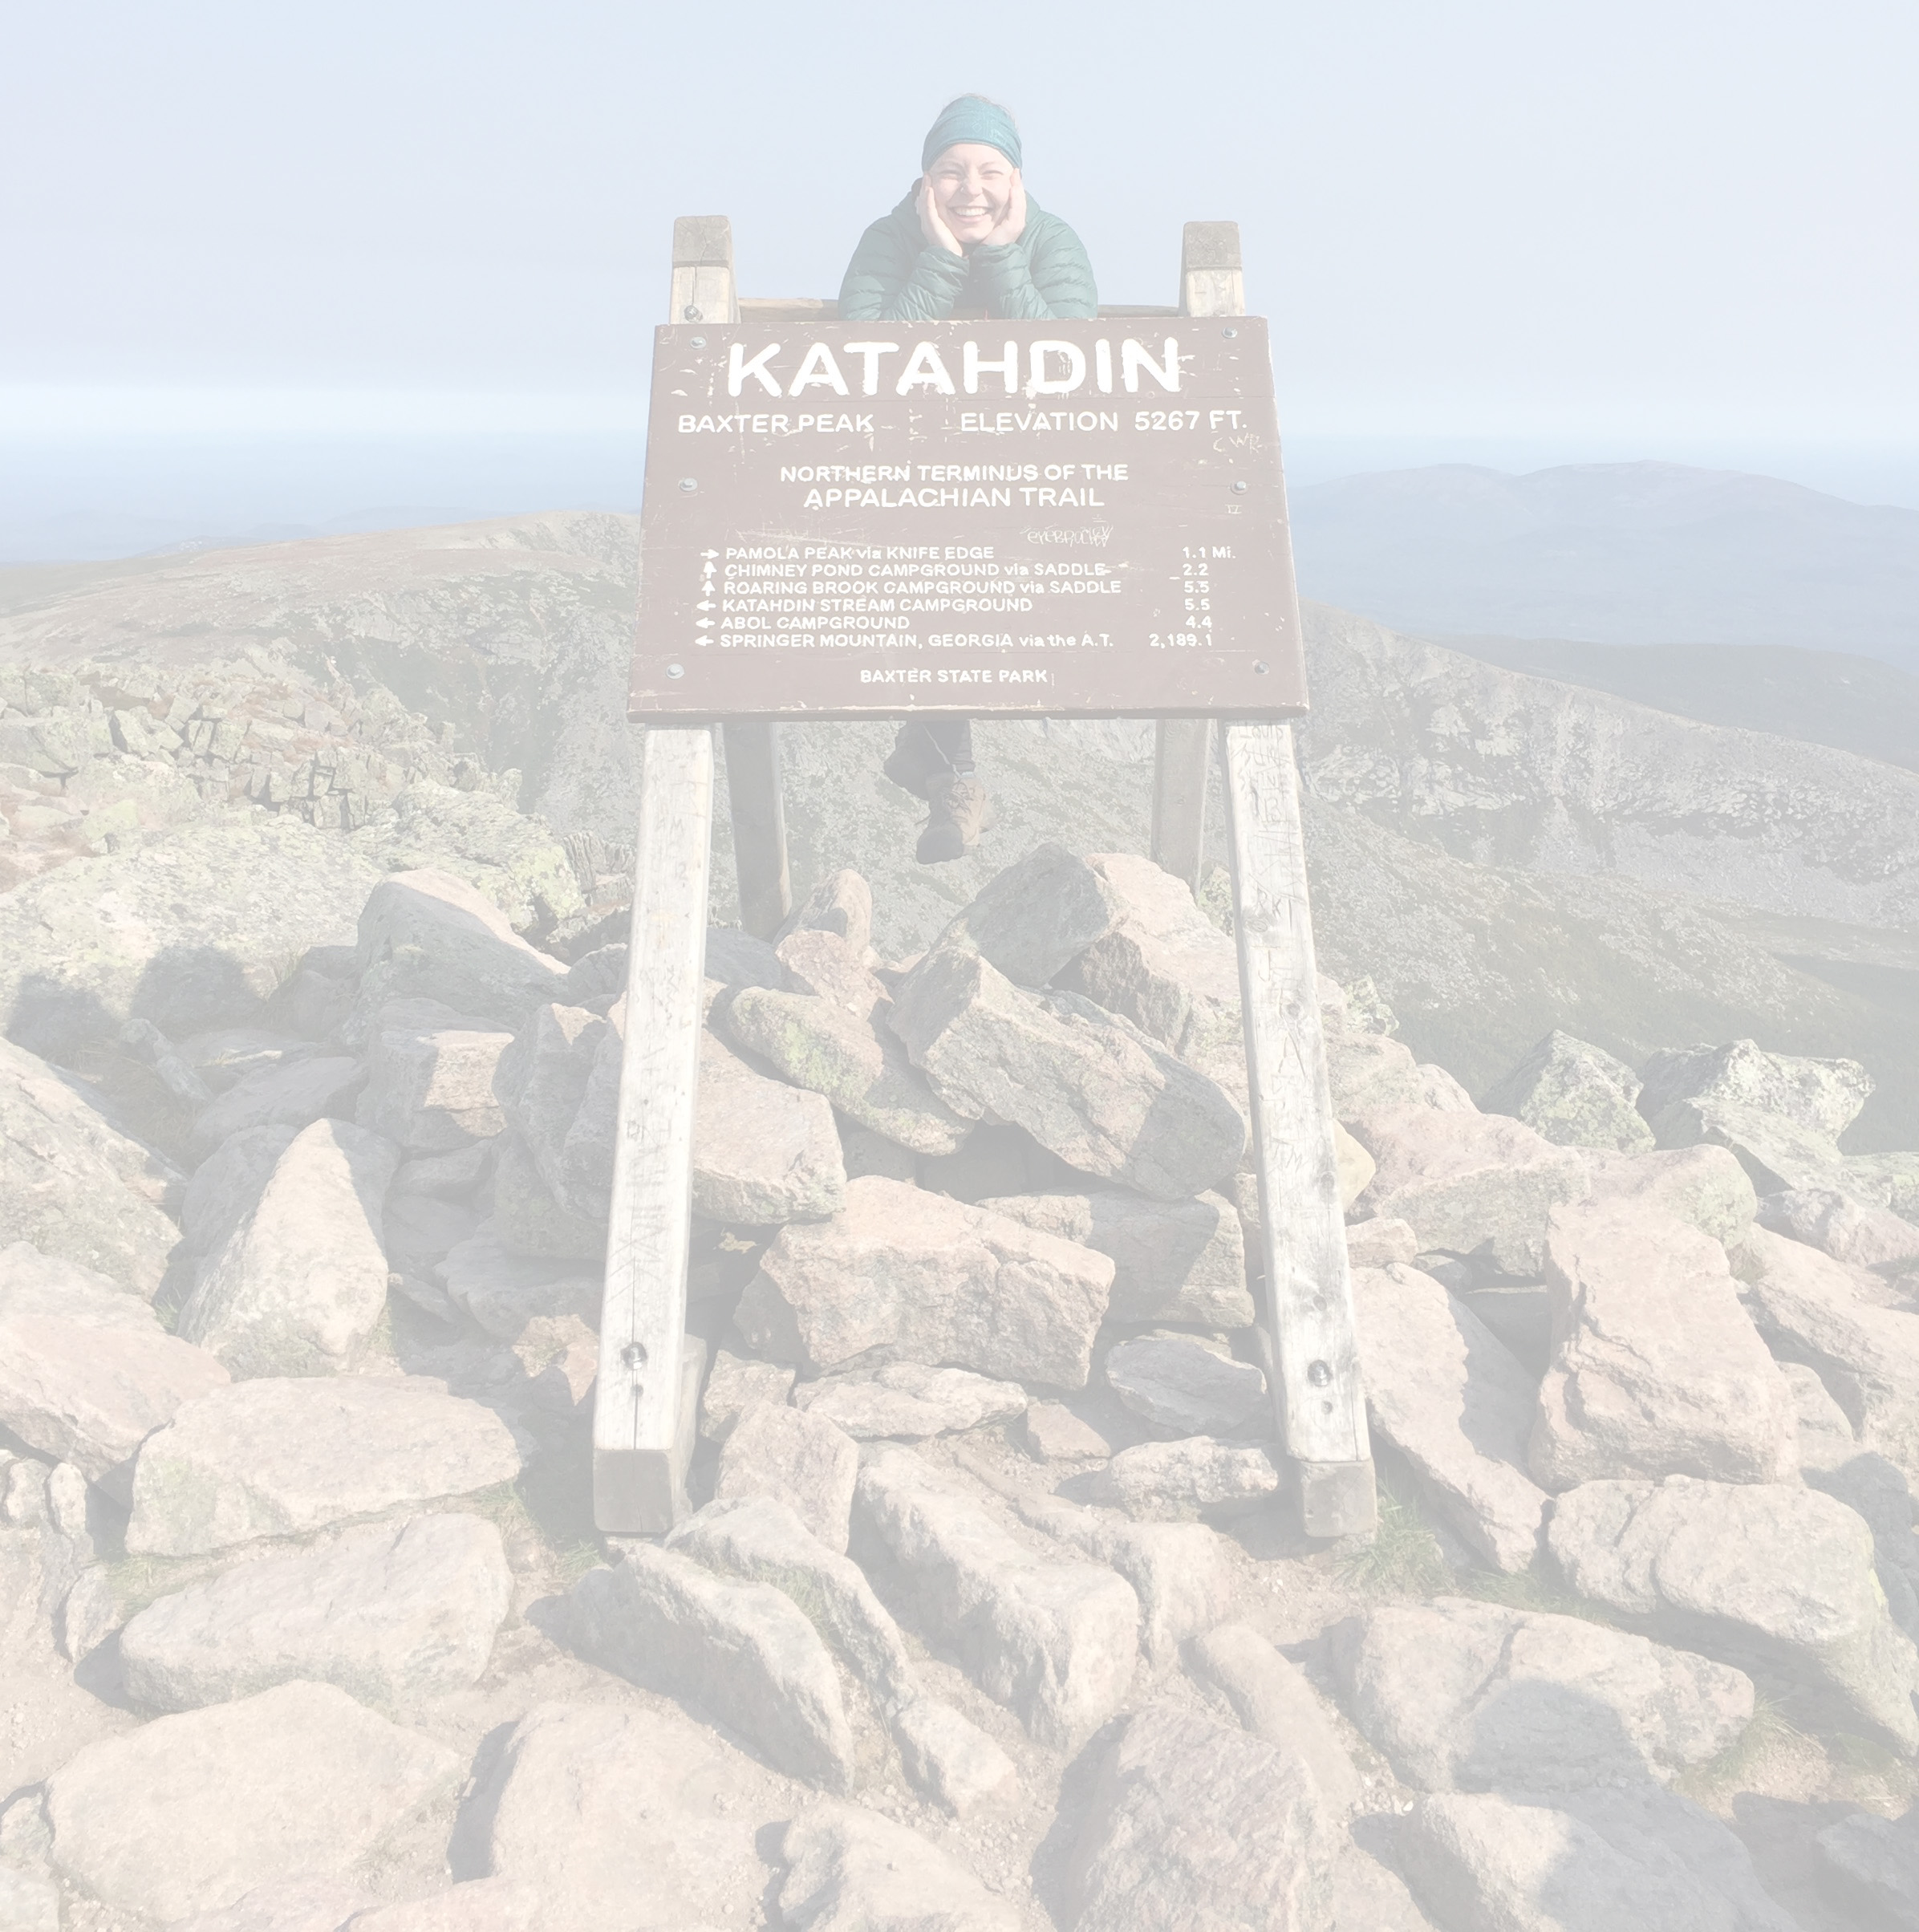 KATAHDIN
BAXTER PEAK ELEVATION 5267 FT.
NORTHERN TERMINUS OF THE
APPALACHIAN TRAIL
→ PAMOLA PEAK via KNIFE EDGE 1.1 Mi.
↑ CHIMNEY POND CAMPGROUND via SADDLE 2.2
↑ ROARING BROOK CAMPGROUND via SADDLE 5.5
← KATAHDIN STREAM CAMPGROUND 5.5
← ABOL CAMPGROUND 4.4
← SPRINGER MOUNTAIN, GEORGIA via the A.T. 2,189.1
BAXTER STATE PARK